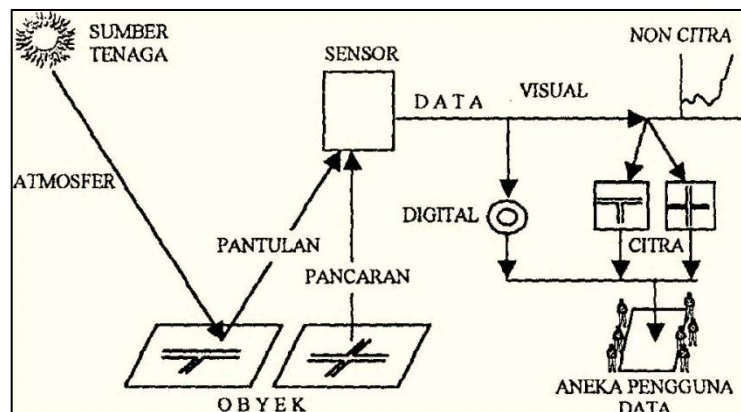 SUMBER
TENAGA
SENSOR
NON CITRA
DATA
VISUAL
ATMOSFER
DIGITAL
CITRA
PANTULAN
PANCARAN
OBYEK
ANEKA PENGGUNA
DATA